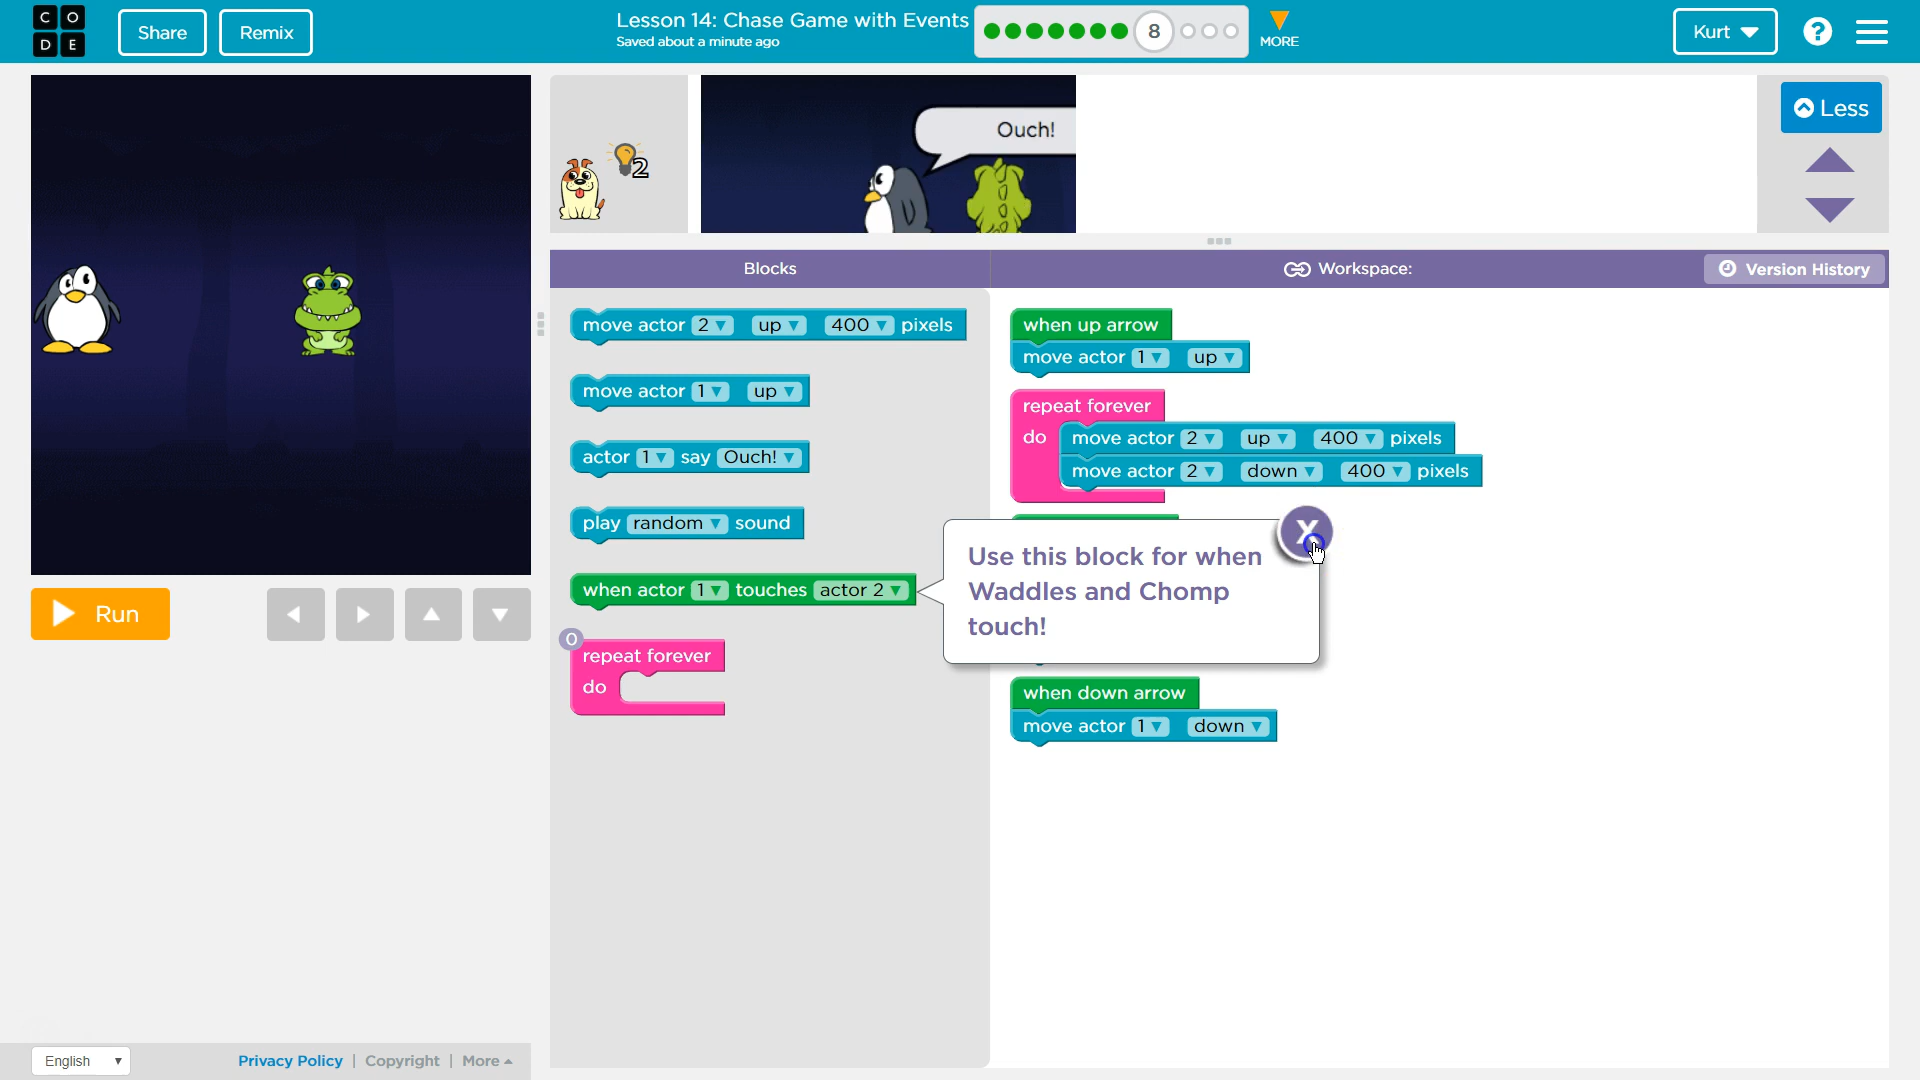 C O
D E
Share
Remix
Lesson 14: Chase Game with Events
Saved about a minute ago
8
MORE
Kurt
?
2
Ouch!
Less
Blocks
Workspace:
Version History
move actor 2 up 400 pixels
move actor 1 up
actor 1 say Ouch!
play random sound
when actor 1 touches actor 2
0
repeat forever
do
when up arrow
move actor 1 up
repeat forever
do move actor 2 up 400 pixels
move actor 2 down 400 pixels
X
Use this block for when
Waddles and Chomp
touch!
when down arrow
move actor 1 down
Run
English
Privacy Policy | Copyright | More